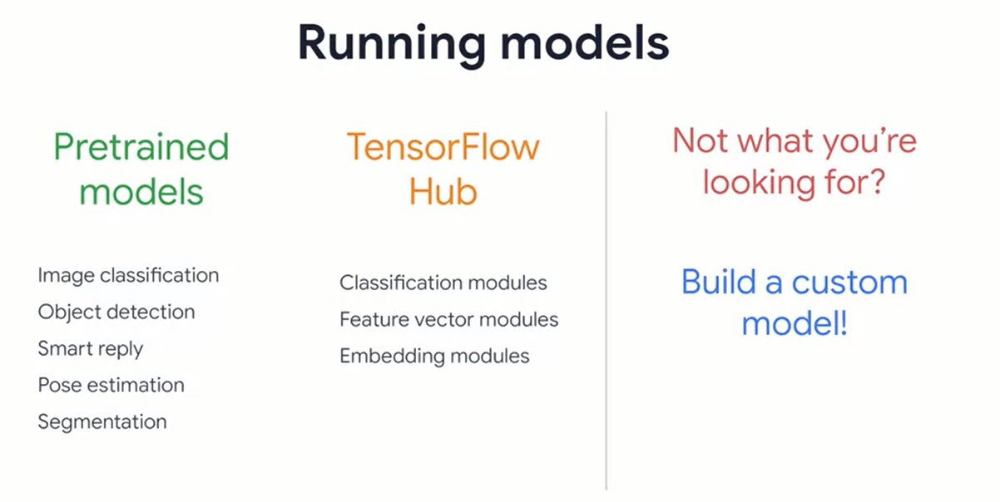 Running models
Pretrained
models
Image classification
Object detection
Smart reply
Pose estimation
Segmentation
TensorFlow
Hub
Classification modules
Feature vector modules
Embedding modules
Not what you’re
looking for?
Build a custom
model!